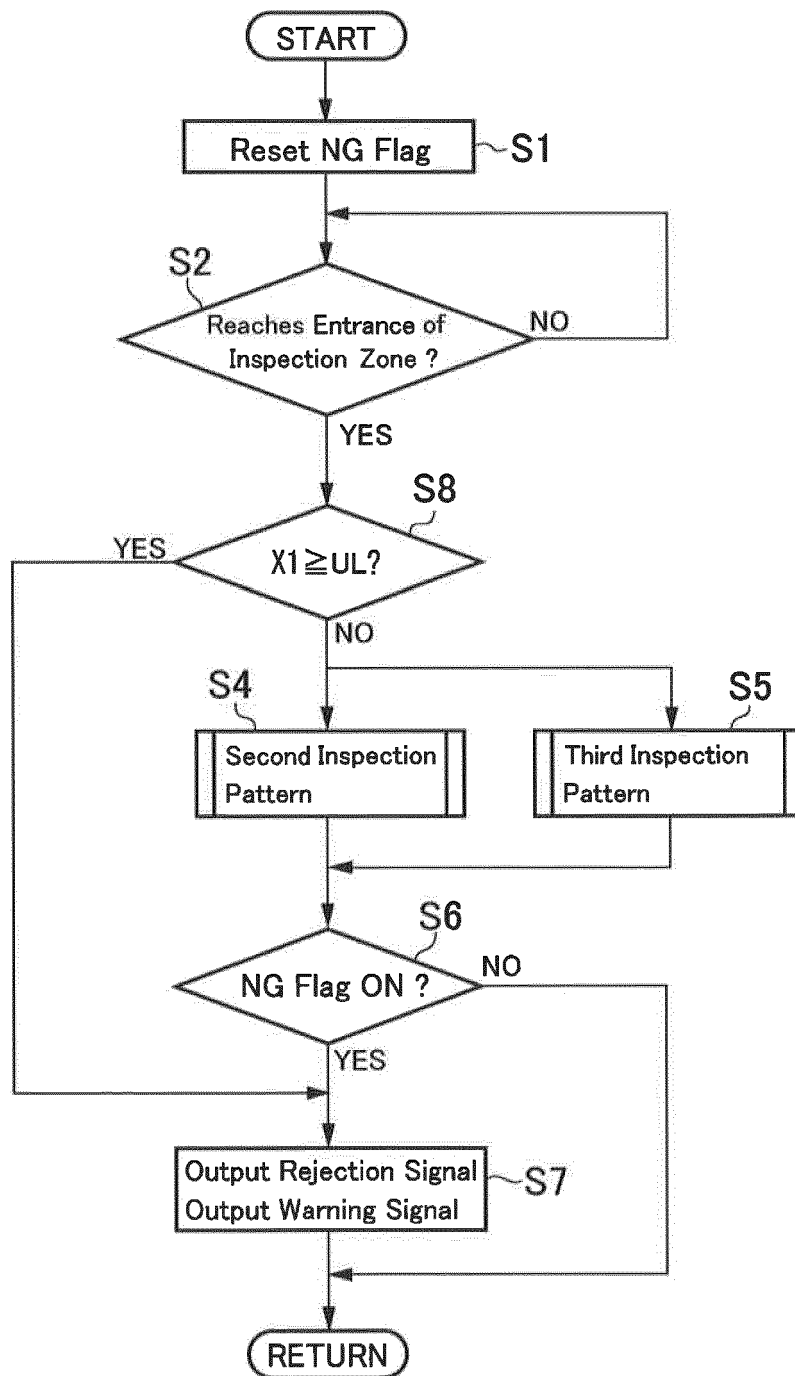 START
Reset NG Flag
S1
S2
Reaches Entrance of
Inspection Zone ?
NO
YES
S8
YES
X1≧UL?
NO
S4
S5
Second Inspection
Pattern
Third Inspection
Pattern
S6
NG Flag ON ?
NO
YES
Output Rejection Signal
Output Warning Signal
S7
RETURN